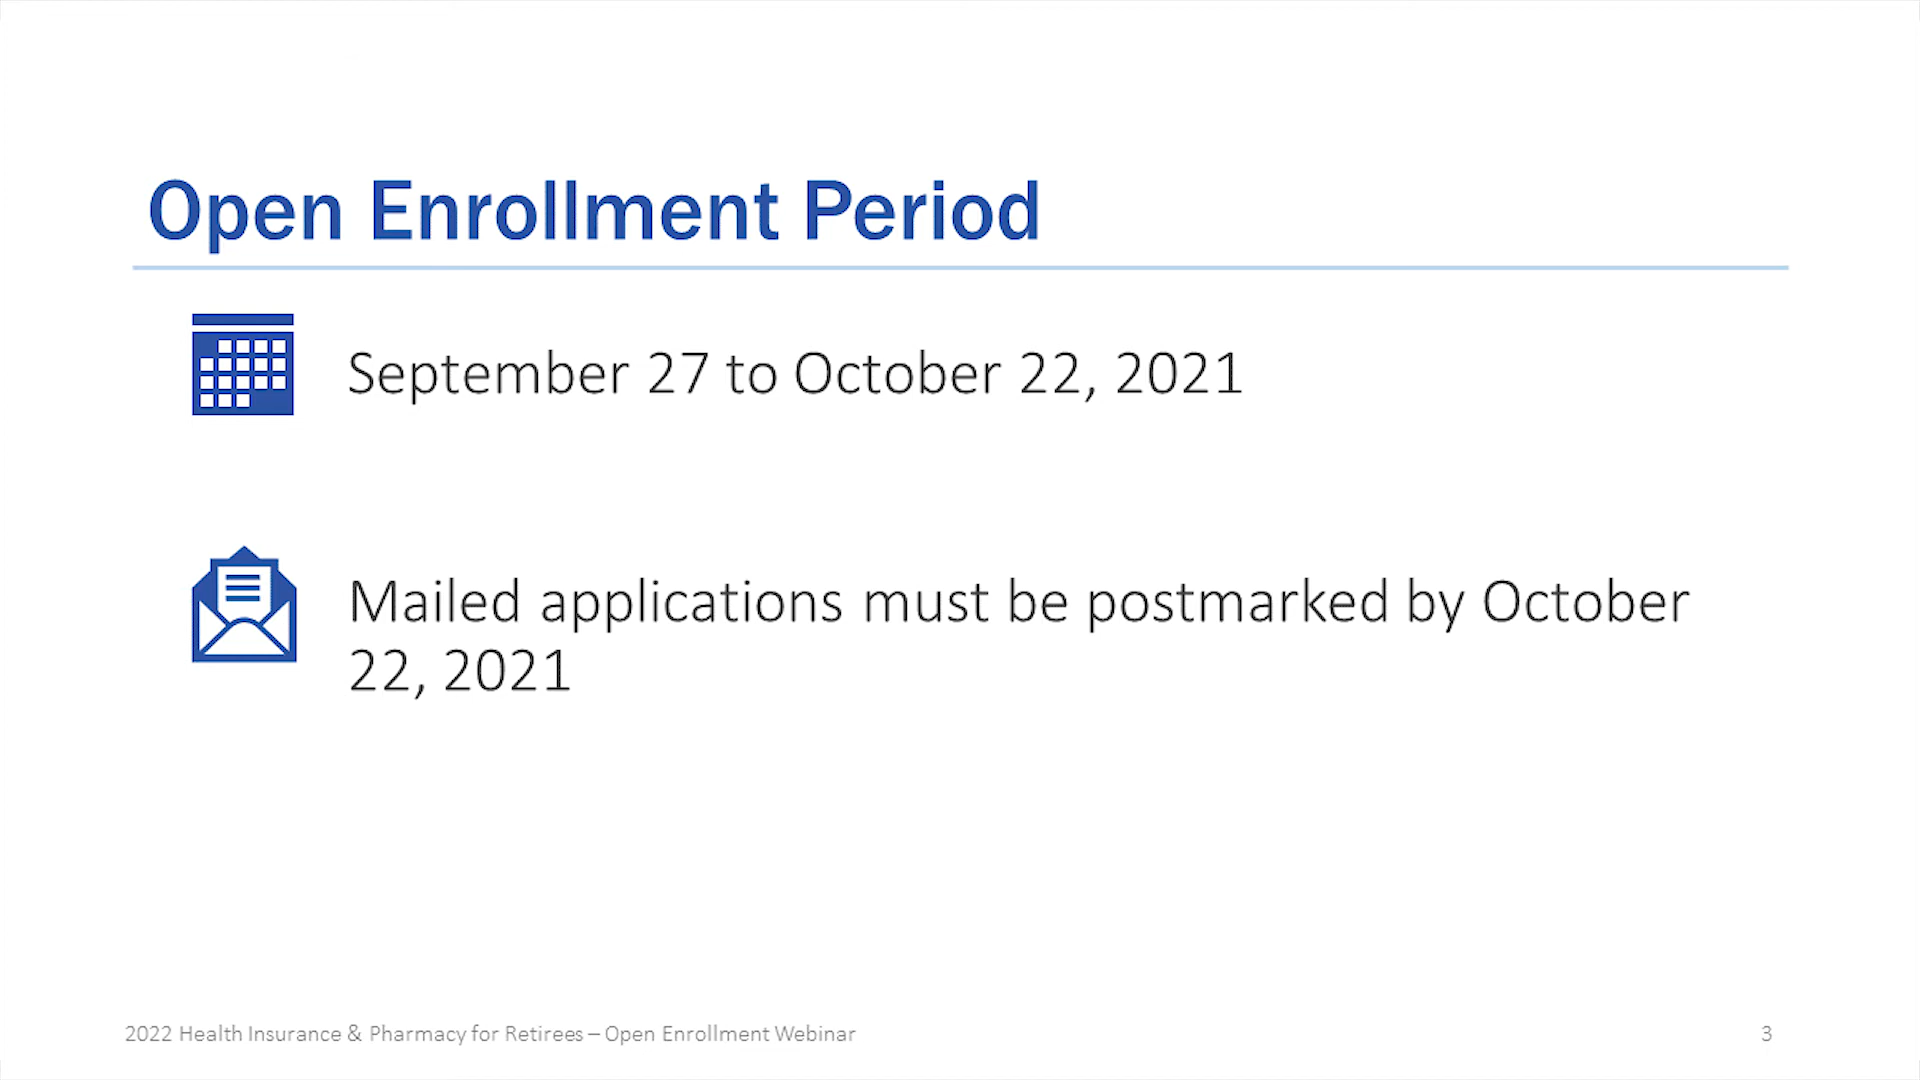 Open Enrollment Period
September 27 to October 22, 2021
Mailed applications must be postmarked by October
22, 2021
2022 Health Insurance & Pharmacy for Retirees – Open Enrollment Webinar
3